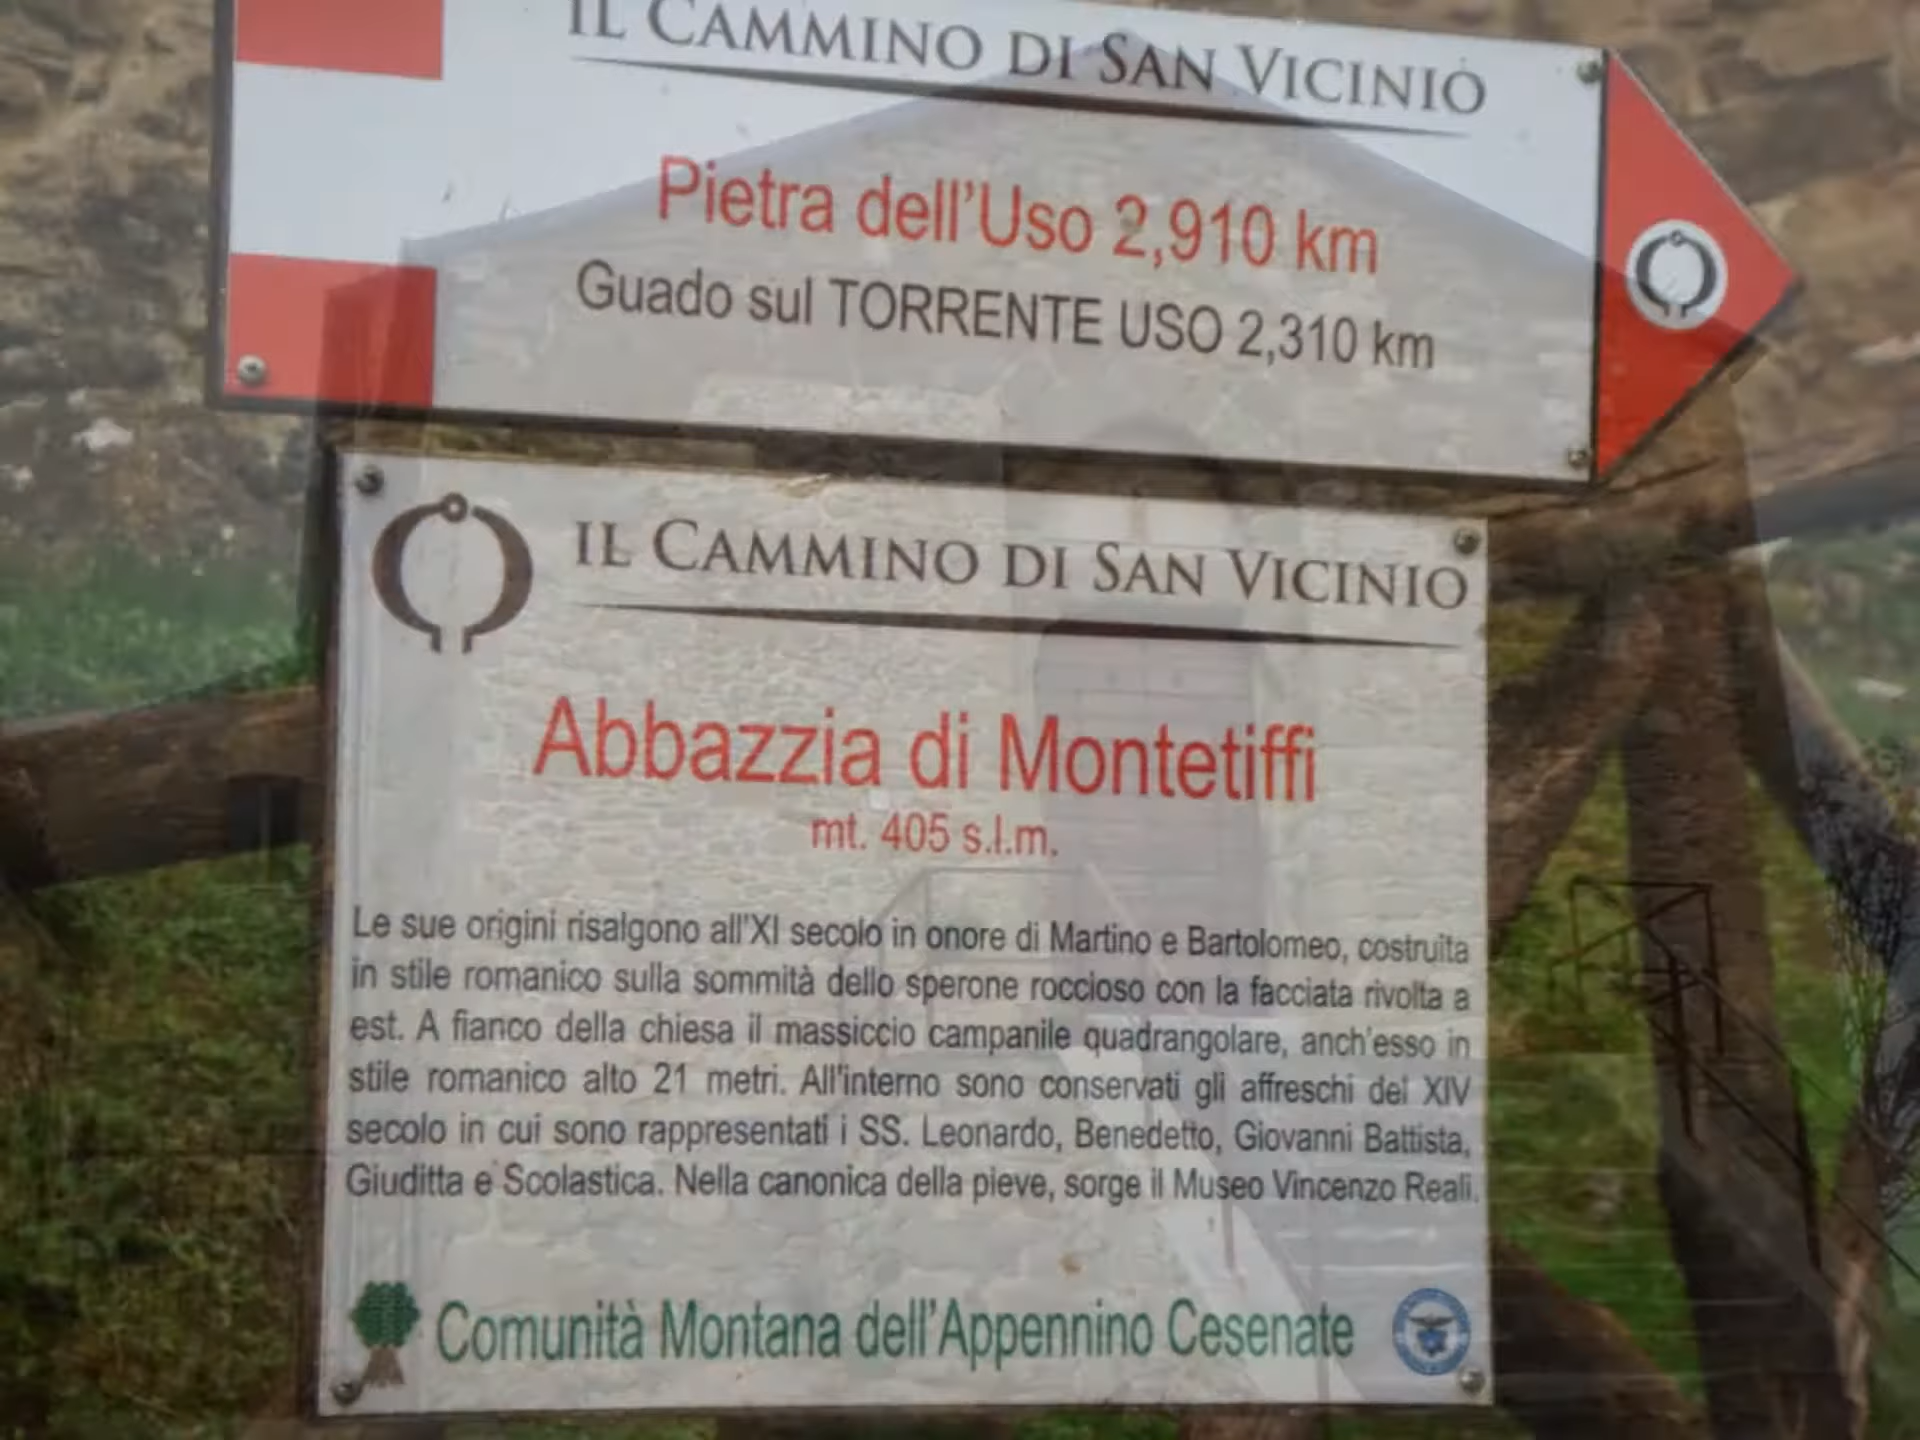 IL CAMMINO DI SAN VICINIO
Pietra dell'Uso 2,910 km
Guado sul TORRENTE USO 2,310 km
IL CAMMINO DI SAN VICINIO
Abbazzia di Montetiffi
mt. 405 s.l.m.
Le sue origini risalgono all'XI secolo in onore di Martino e Bartolomeo, costruita
in stile romanico sulla sommità dello sperone roccioso con la facciata rivolta a
est. A fianco della chiesa il massiccio campanile quadrangolare, anch'esso in
stile romanico alto 21 metri. All'interno sono conservati gli affreschi del XIV
secolo in cui sono rappresentati i SS. Leonardo, Benedetto, Giovanni Battista,
Giuditta e Scolastica. Nella canonica della pieve, sorge il Museo Vincenzo Reali.
Comunità Montana dell'Appennino Cesenate